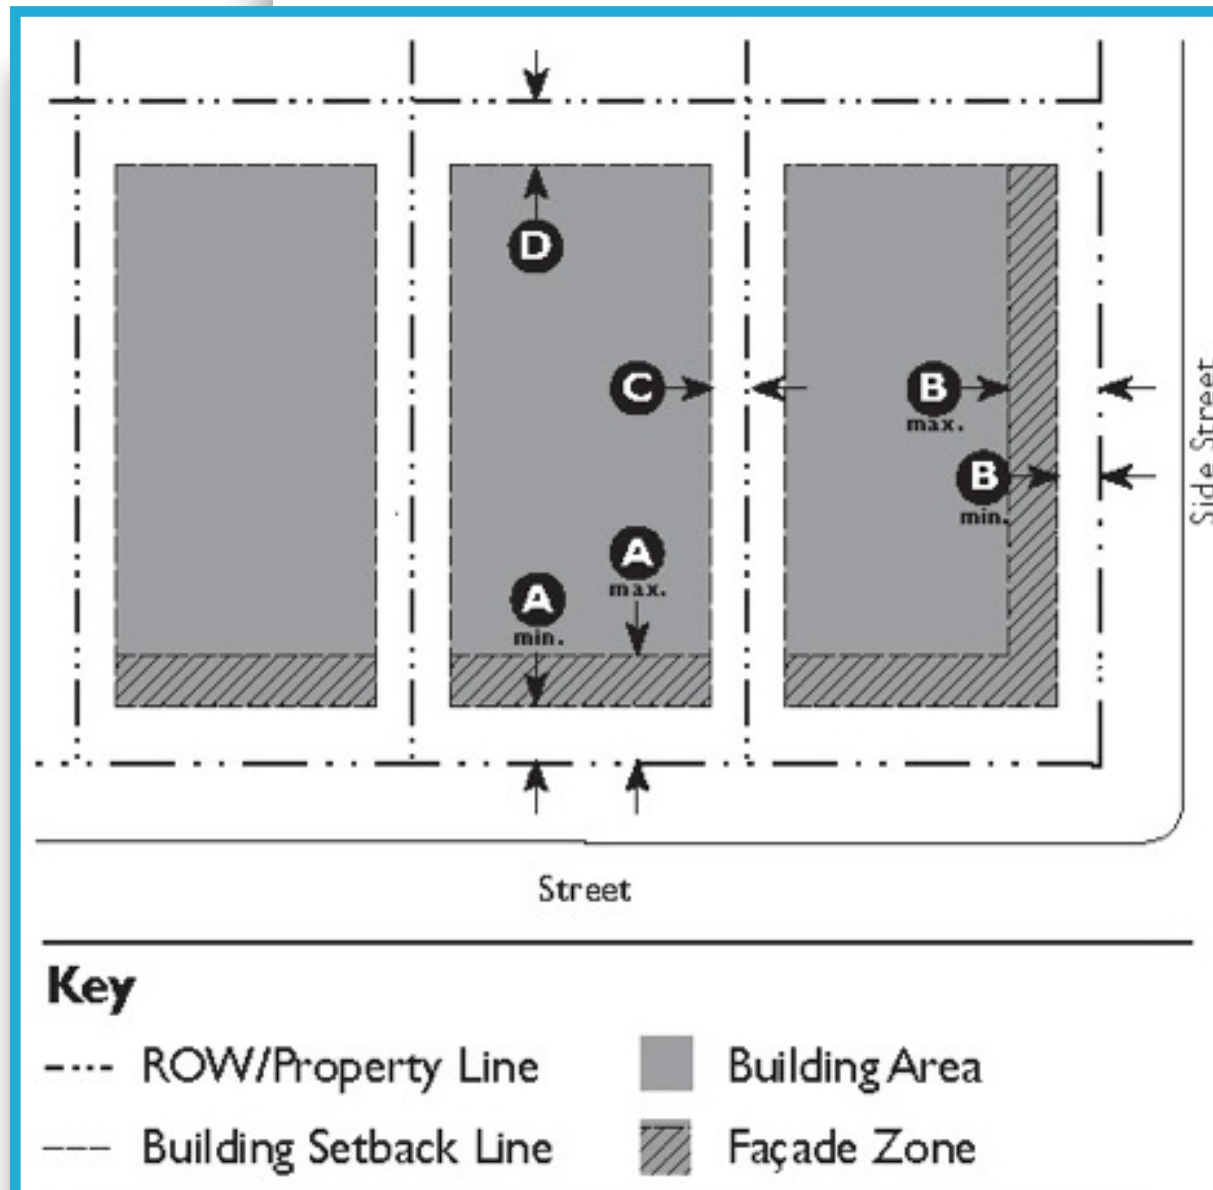 D
C
B
max.
B
min.
A
max.
A
min.
Side Street
Street
Key
ROW/Property Line
Building Area
Building Setback Line
Façade Zone